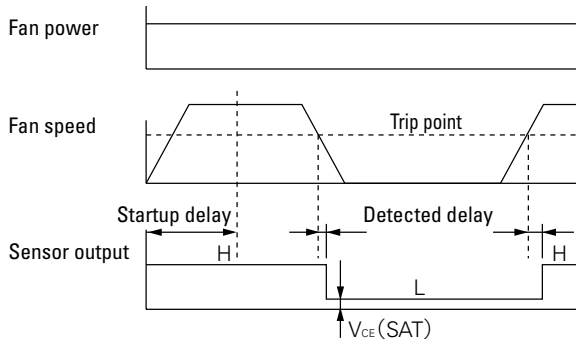 Fan power
Fan speed
Trip point
Startup delay
Detected delay
Sensor output
H
H
L
VCE(SAT)